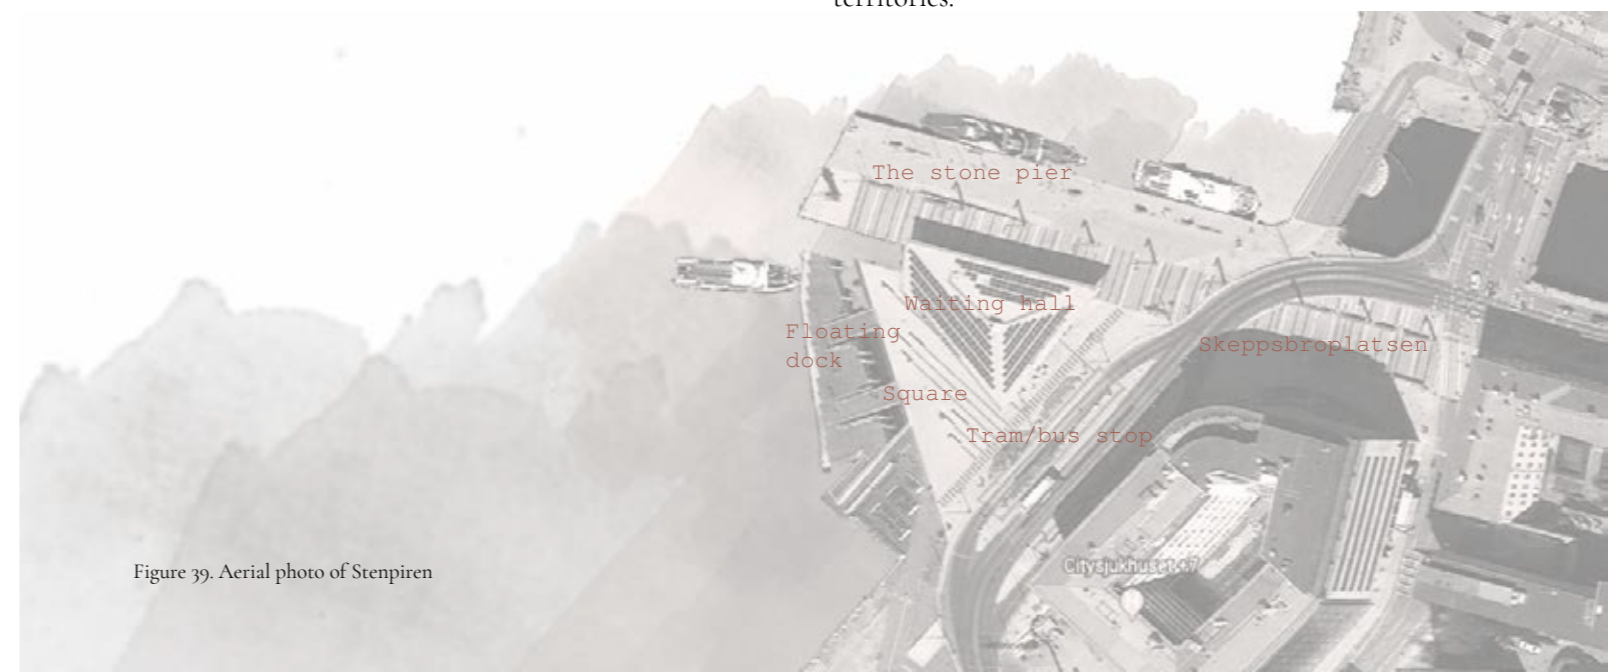 territories.
The stone pier
Waiting hall
Floating
dock
Skeppsbroplatsen
Square
Tram/bus stop
Citysjukhuset+7
Figure 39. Aerial photo of Stenpiren